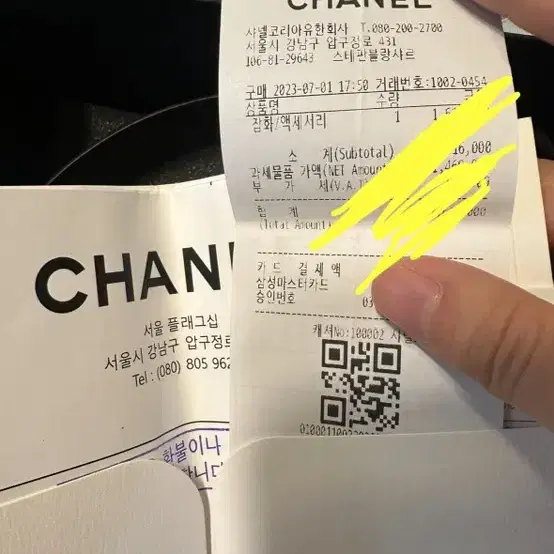 CHANEL
샤넬코리아유한회사 T.080-200-2700
서울시 강남구 압구정로 431
106-81-29643 스테판블랑샤르
구매 2023-07-01 17:50 거래번호:1002-0454
상품명 수량
잡화/액세서리 1
소 계(Subtotal)
과세물품 가액(NET
부 가 세(V.A.T
합 계
(Total Amount)
카드 결제액
삼성마스터카드
승인번호
캐셔No:100002
CHANEL
서울 플래그십
서울시 강남구 압구정로
Tel : (080) 805 962
환불이나